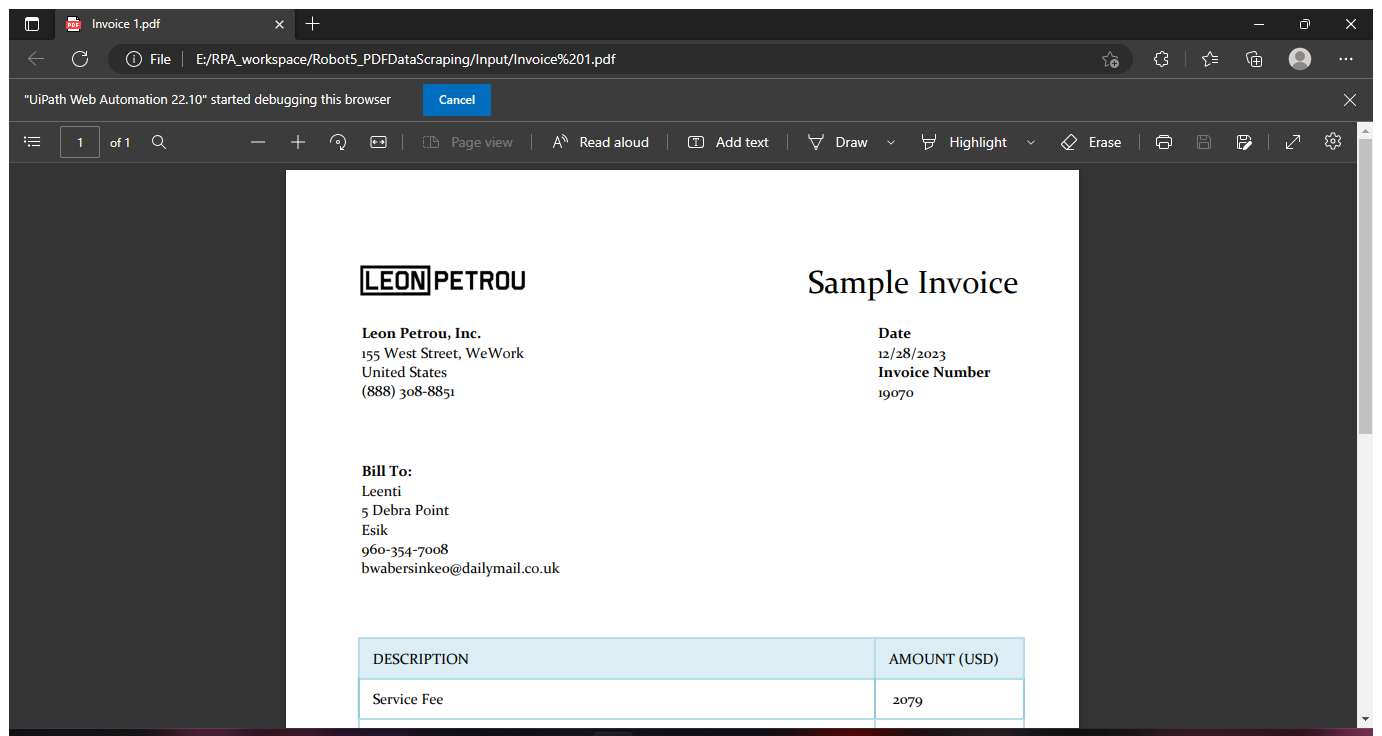 Invoice 1.pdf
File E:/RPA_workspace/Robot5_PDFDataScraping/Input/Invoice%201.pdf
"UiPath Web Automation 22.10" started debugging this browser Cancel
1 of 1 Page view Read aloud Add text Draw Highlight Erase
LEON PETROU Sample Invoice
Leon Petrou, Inc.
155 West Street, WeWork
United States
(888) 308-8851
Date
12/28/2023
Invoice Number
19070
Bill To:
Leenti
5 Debra Point
Esik
960-354-7008
bwabersinke0@dailymail.co.uk
DESCRIPTION AMOUNT (USD)
Service Fee 2079